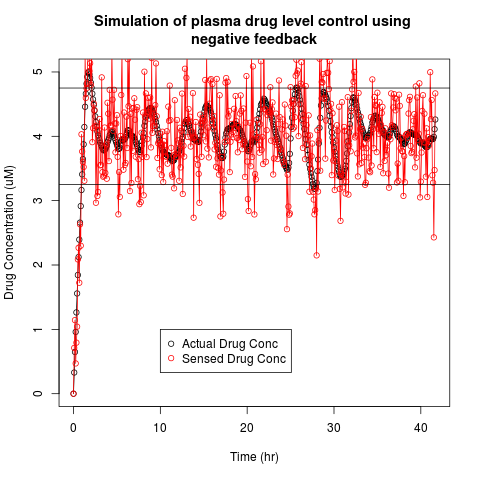 Simulation of plasma drug level control using
negative feedback
Drug Concentration (uM)
5
4
3
2
1
0
Actual Drug Conc
Sensed Drug Conc
0 10 20 30 40
Time (hr)